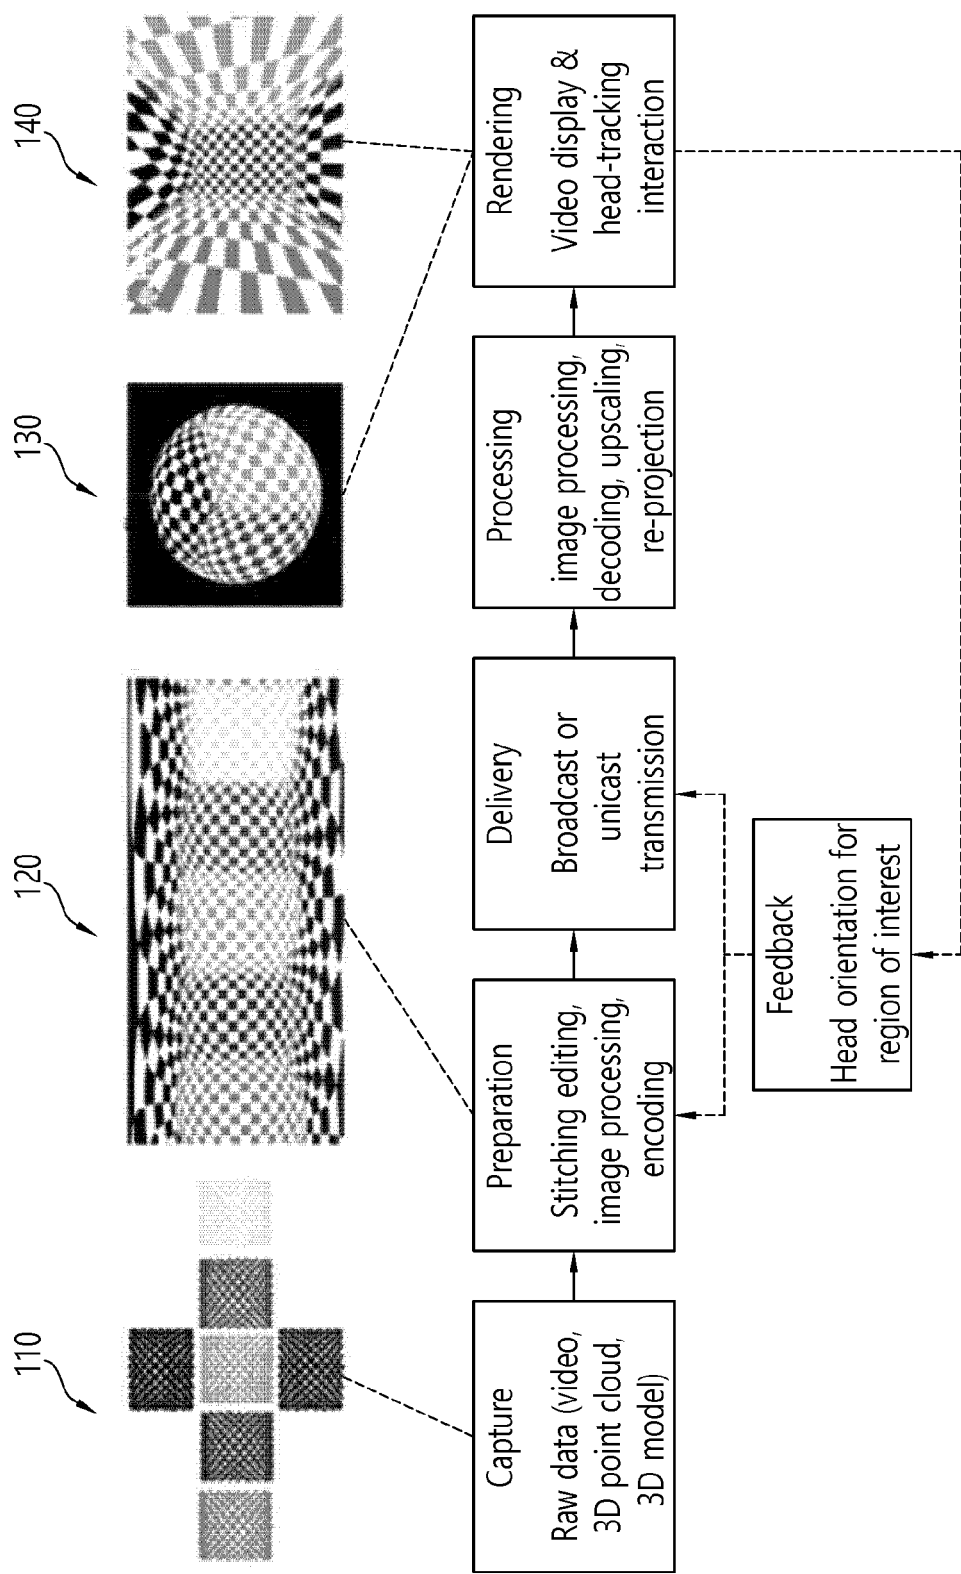 110
120
130
140
Capture
Raw data (video,
3D point cloud,
3D model)
Preparation
Stitching editing,
image processing,
encoding
Delivery
Broadcast or
unicast
transmission
Processing
image processing,
decoding, upscaling,
re-projection
Rendering
Video display &
head-tracking
interaction
Feedback
Head orientation for
region of interest